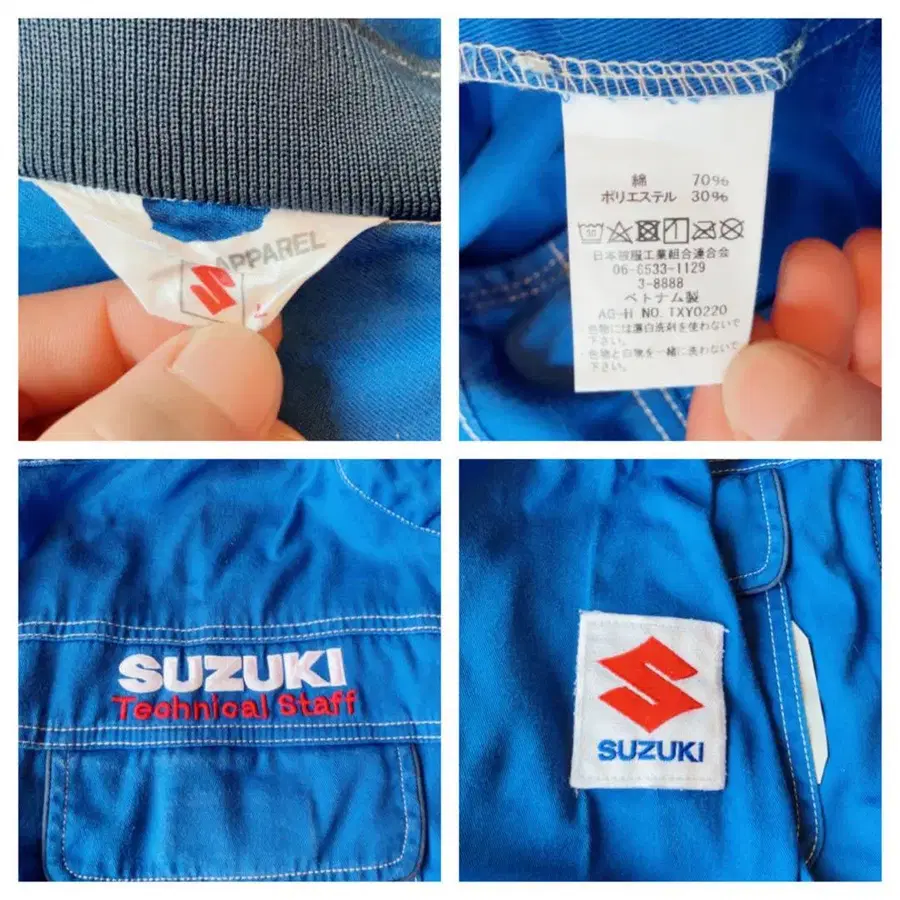 APPAREL
綿 70%
ポリエステル 30%
日本被服工業組合連合会
06-6533-1129
3-8888
ベトナム製
AG-H NO.TXY0220
色物には漂白洗剤を使わないで
下さい。
色物と白物を一緒に洗わないで
下さい。
SUZUKI
Technical Staff
SUZUKI